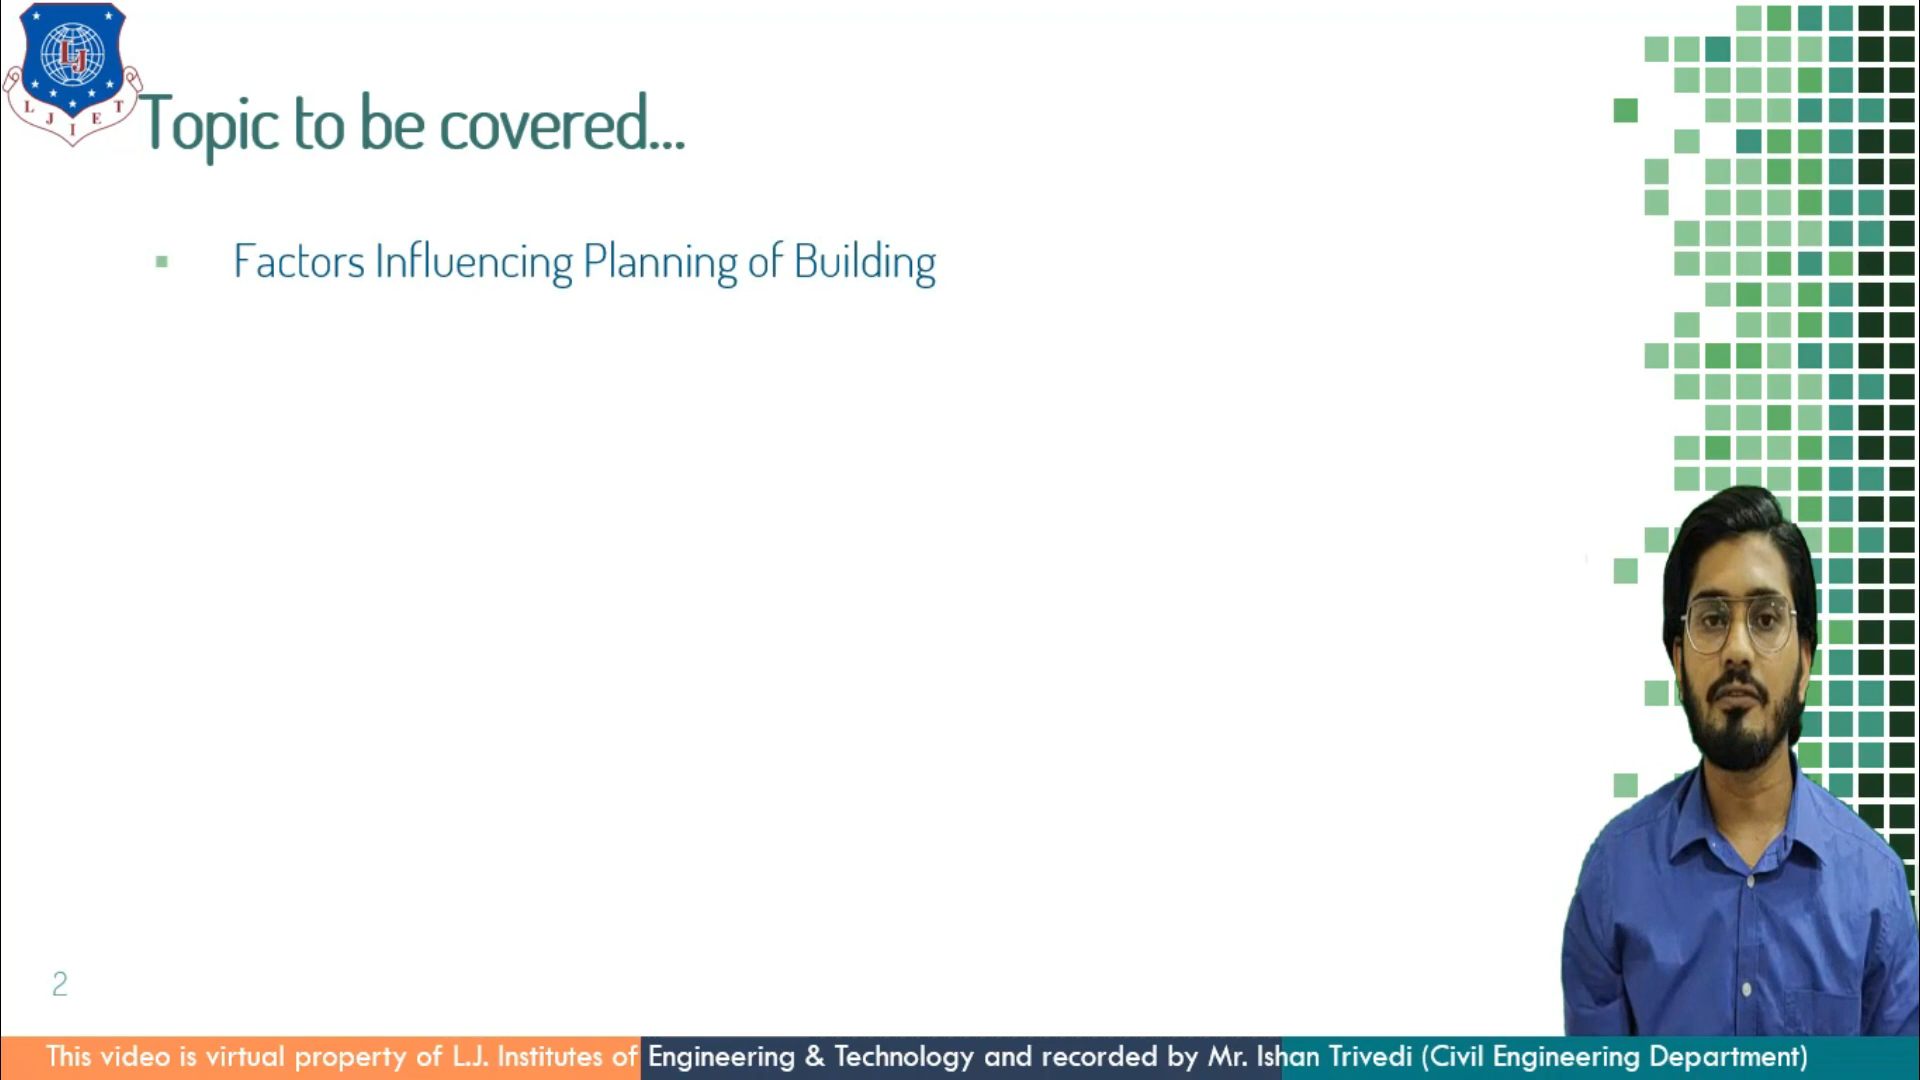 LJ
L J I E T
Topic to be covered...
▪ Factors Influencing Planning of Building
2
This video is virtual property of L.J. Institutes of Engineering & Technology and recorded by Mr. Ishan Trivedi (Civil Engineering Department)